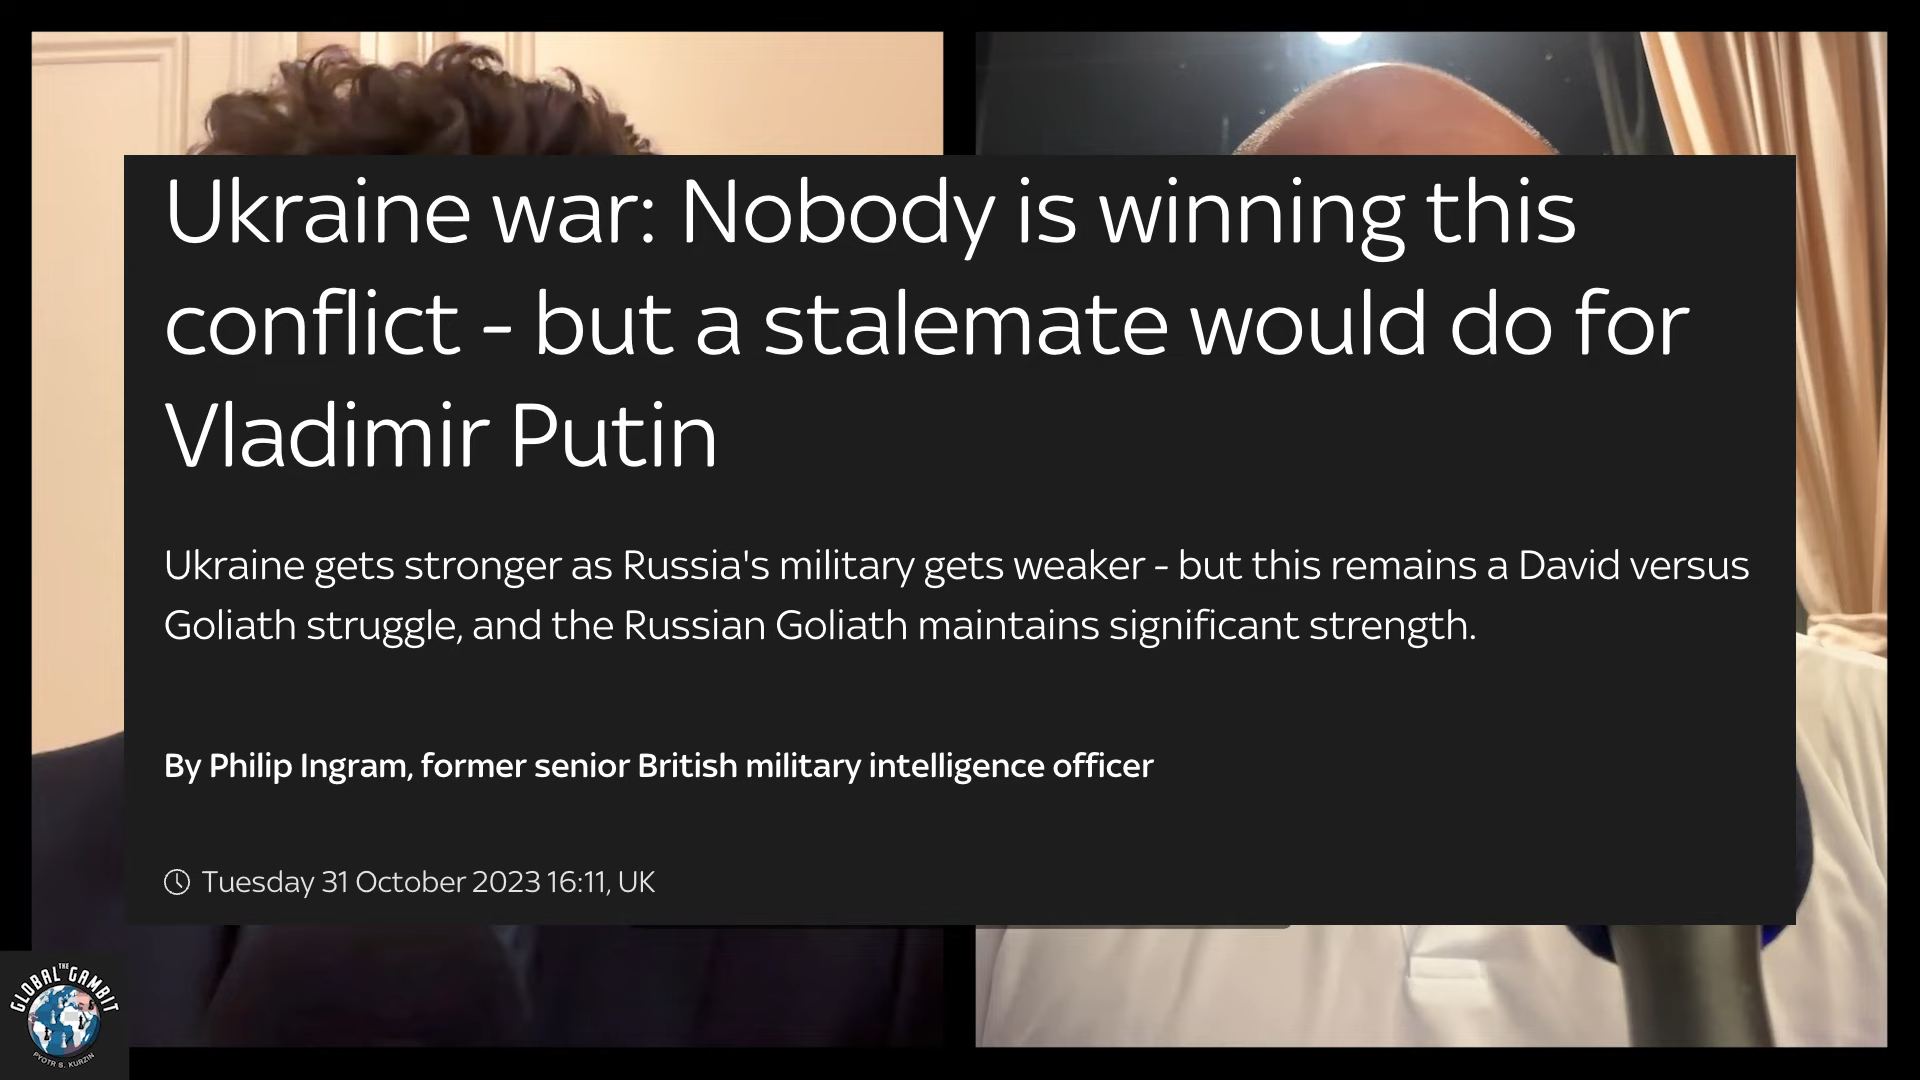 Ukraine war: Nobody is winning this
conflict - but a stalemate would do for
Vladimir Putin
Ukraine gets stronger as Russia's military gets weaker - but this remains a David versus
Goliath struggle, and the Russian Goliath maintains significant strength.
By Philip Ingram, former senior British military intelligence officer
Tuesday 31 October 2023 16:11, UK
THE
GLOBAL GAMBIT
PYOTR S. KURZIN